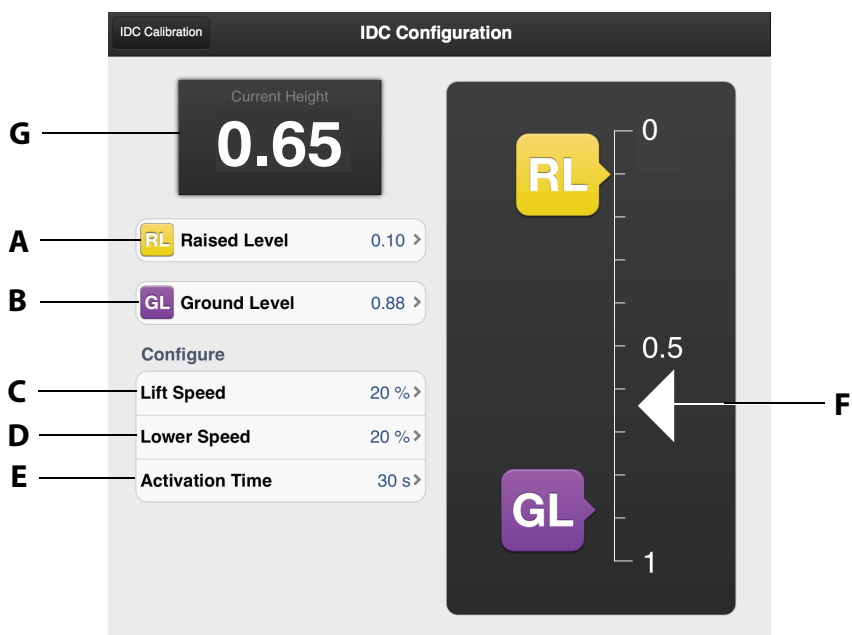 IDC Calibration
IDC Configuration
Current Height
G
0.65
A
RL Raised Level 0.10
B
GL Ground Level 0.88
Configure
C
Lift Speed 20 %
D
Lower Speed 20 %
E
Activation Time 30 s
0
RL
0.5
F
GL
1